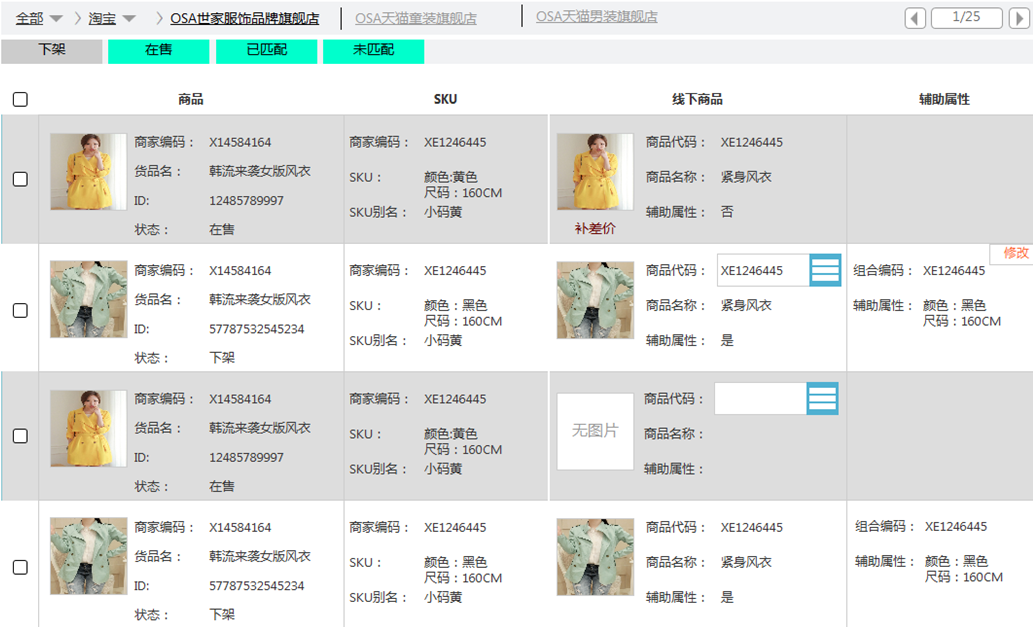 全部 淘宝 OSA世家服饰品牌旗舰店 OSA天猫童装旗舰店 OSA天猫男装旗舰店 1/25
下架 在售 已匹配 未匹配
商品 SKU 线下商品 辅助属性
商家编码： X14584164 商家编码： XE1246445 商品代码： XE1246445
货品名： 韩流来袭女版风衣 SKU： 颜色:黄色 商品名称： 紧身风衣
尺码：160CM
ID: 12485789997 SKU别名： 小码黄 辅助属性： 否
状态： 在售 补差价
修改
商家编码： X14584164 商家编码： XE1246445 商品代码： XE1246445 组合编码： XE1246445
货品名： 韩流来袭女版风衣 SKU： 颜色：黑色 商品名称： 紧身风衣 辅助属性： 颜色：黑色
尺码：160CM 尺码：160CM
ID: 57787532545234 SKU别名： 小码黄 辅助属性： 是
状态： 下架
商家编码： X14584164 商家编码： XE1246445 商品代码：
货品名： 韩流来袭女版风衣 SKU： 颜色:黄色 无图片 商品名称：
尺码：160CM
ID: 12485789997 SKU别名： 小码黄 辅助属性：
状态： 在售
商家编码： X14584164 商家编码： XE1246445 商品代码： XE1246445 组合编码： XE1246445
货品名： 韩流来袭女版风衣 SKU： 颜色：黑色 商品名称： 紧身风衣 辅助属性： 颜色：黑色
尺码：160CM 尺码：160CM
ID: 57787532545234 SKU别名： 小码黄 辅助属性： 是
状态： 下架